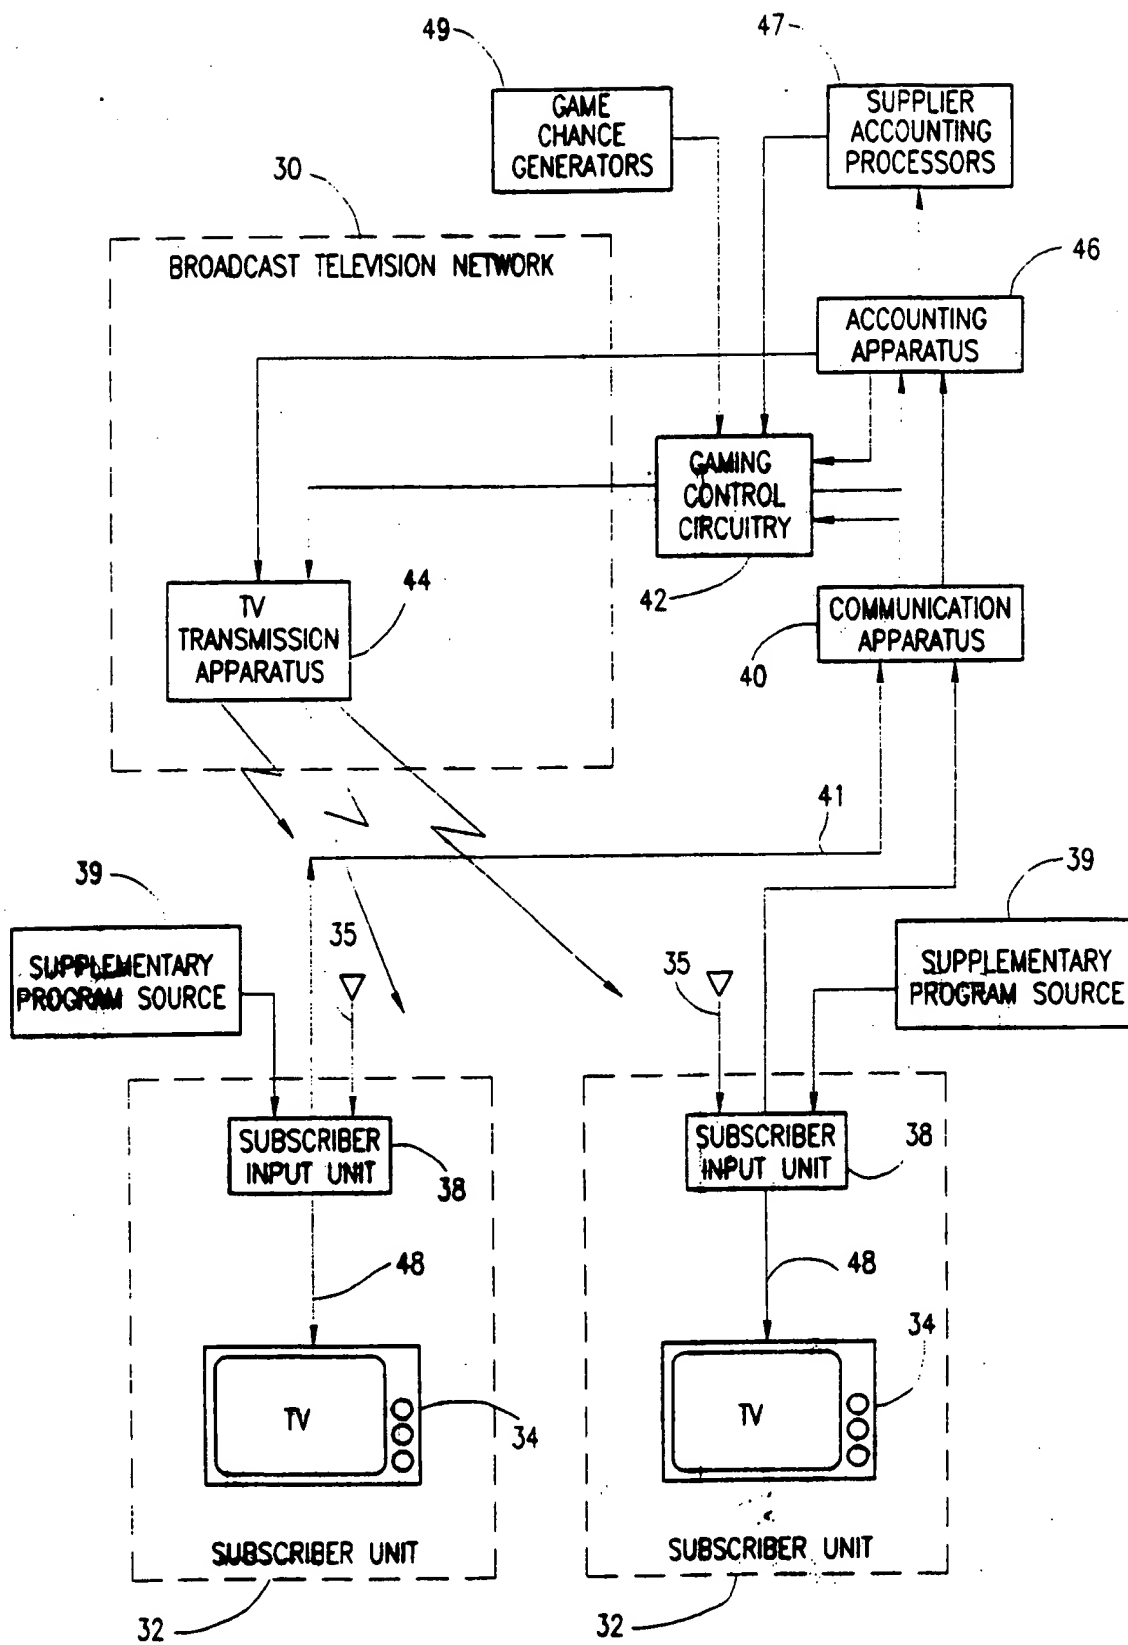 49
47
GAME
CHANCE
GENERATORS
SUPPLIER
ACCOUNTING
PROCESSORS
30
BROADCAST TELEVISION NETWORK
46
ACCOUNTING
APPARATUS
GAMING
CONTROL
CIRCUITRY
42
44
TV
TRANSMISSION
APPARATUS
COMMUNICATION
APPARATUS
40
41
39
39
35
35
SUPPLEMENTARY
PROGRAM SOURCE
SUPPLEMENTARY
PROGRAM SOURCE
SUBSCRIBER
INPUT UNIT
38
SUBSCRIBER
INPUT UNIT
38
48
48
TV
34
TV
34
SUBSCRIBER UNIT
SUBSCRIBER UNIT
32
32